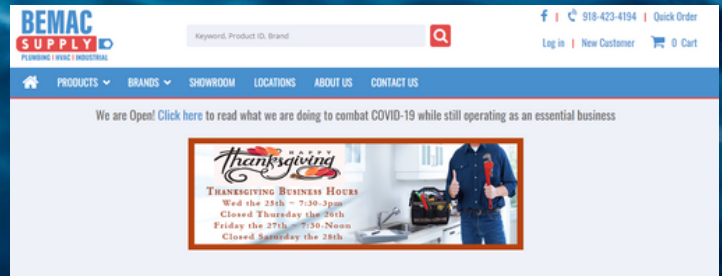 BEMAC
SUPPLY
PLUMBING | HVAC | INDUSTRIAL
Keyword, Product ID, Brand
f | 918-423-4194 | Quick Order
Log in | New Customer 0 Cart
PRODUCTS BRANDS SHOWROOM LOCATIONS ABOUT US CONTACT US
We are Open! Click here to read what we are doing to combat COVID-19 while still operating as an essential business
HAPPY
Thanksgiving
THANKSGIVING BUSINESS HOURS
Wed the 25th ~ 7:30-3pm
Closed Thursday the 26th
Friday the 27th ~ 7:30-Noon
Closed Saturday the 28th